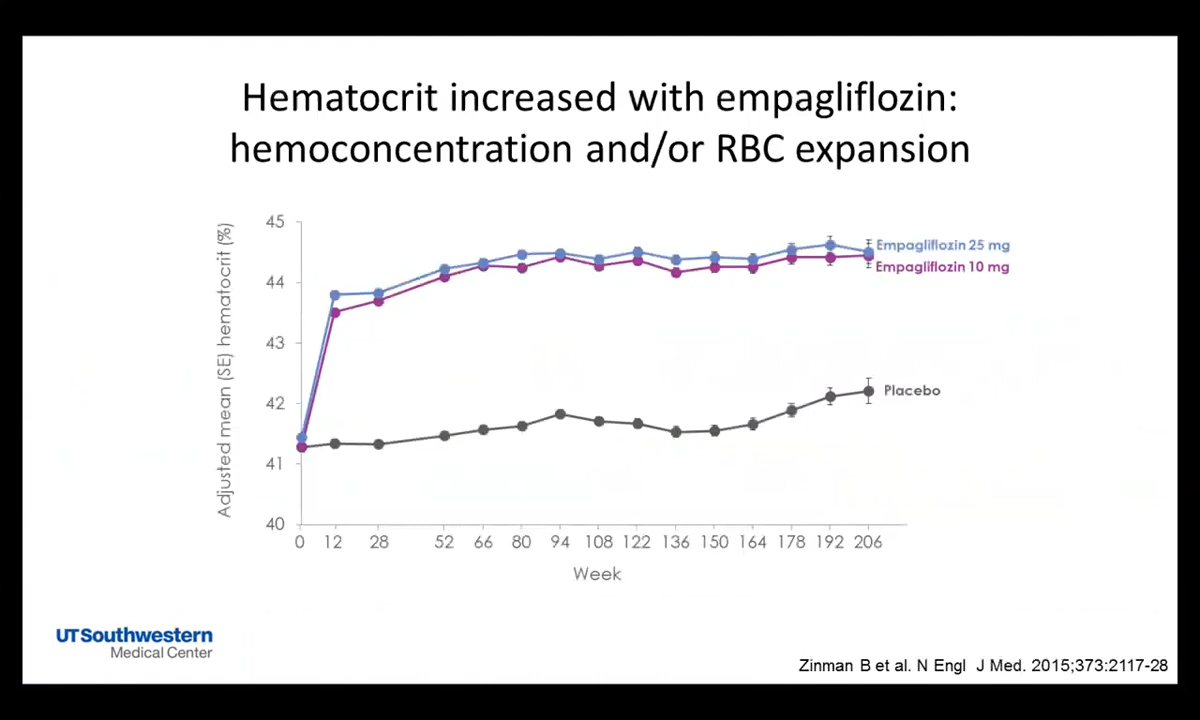 Hematocrit increased with empagliflozin:
hemoconcentration and/or RBC expansion
Adjusted mean (SE) hematocrit (%)
45
44
43
42
41
40
Empagliflozin 25 mg
Empagliflozin 10 mg
Placebo
0 12 28 52 66 80 94 108 122 136 150 164 178 192 206
Week
UT Southwestern
Medical Center
Zinman B et al. N Engl J Med. 2015;373:2117-28